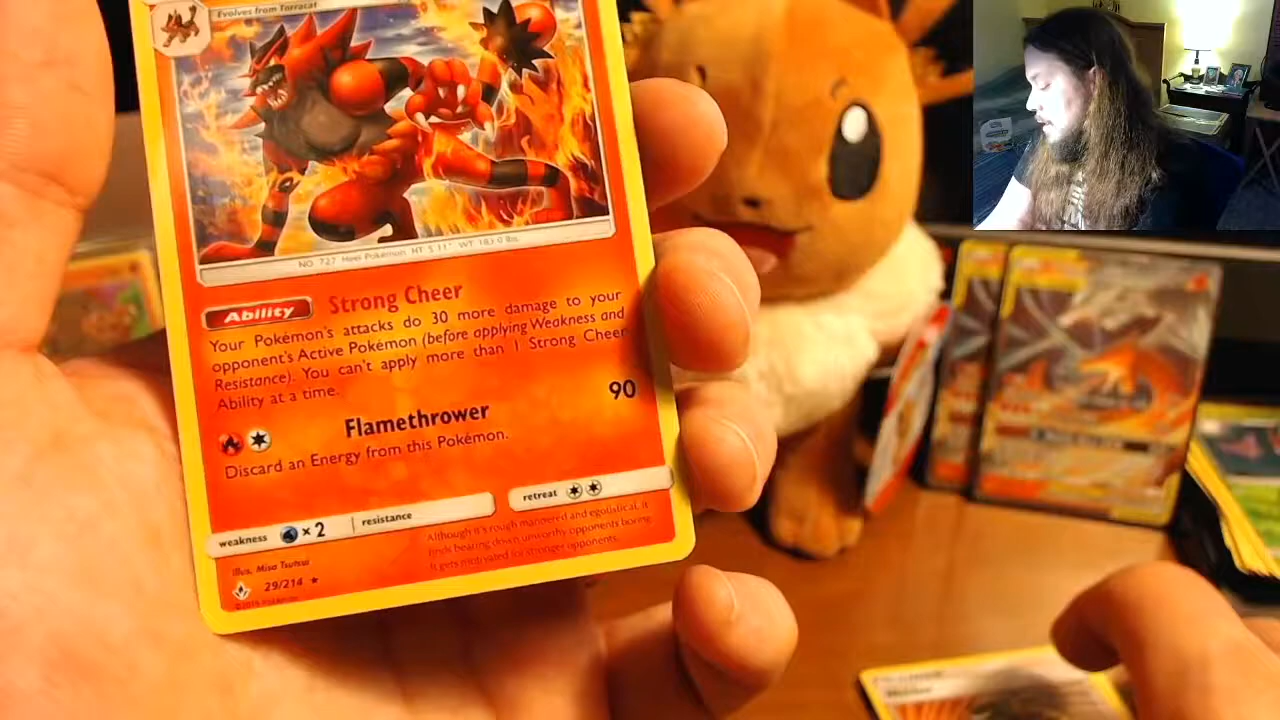 Evolves from Torracat
NO. 727 Heel Pokémon HT 5'11" WT 183.0 lbs.
Ability Strong Cheer
Your Pokémon's attacks do 30 more damage to your
opponent's Active Pokémon (before applying Weakness and
Resistance). You can't apply more than 1 Strong Cheer
Ability at a time.
Flamethrower 90
Discard an Energy from this Pokémon.
weakness ×2 resistance retreat
Although it's rough mannered and egotistical, it
finds beating down unworthy opponents boring.
It gets motivated for stronger opponents.
illus. Misa Tsutsui
29/214